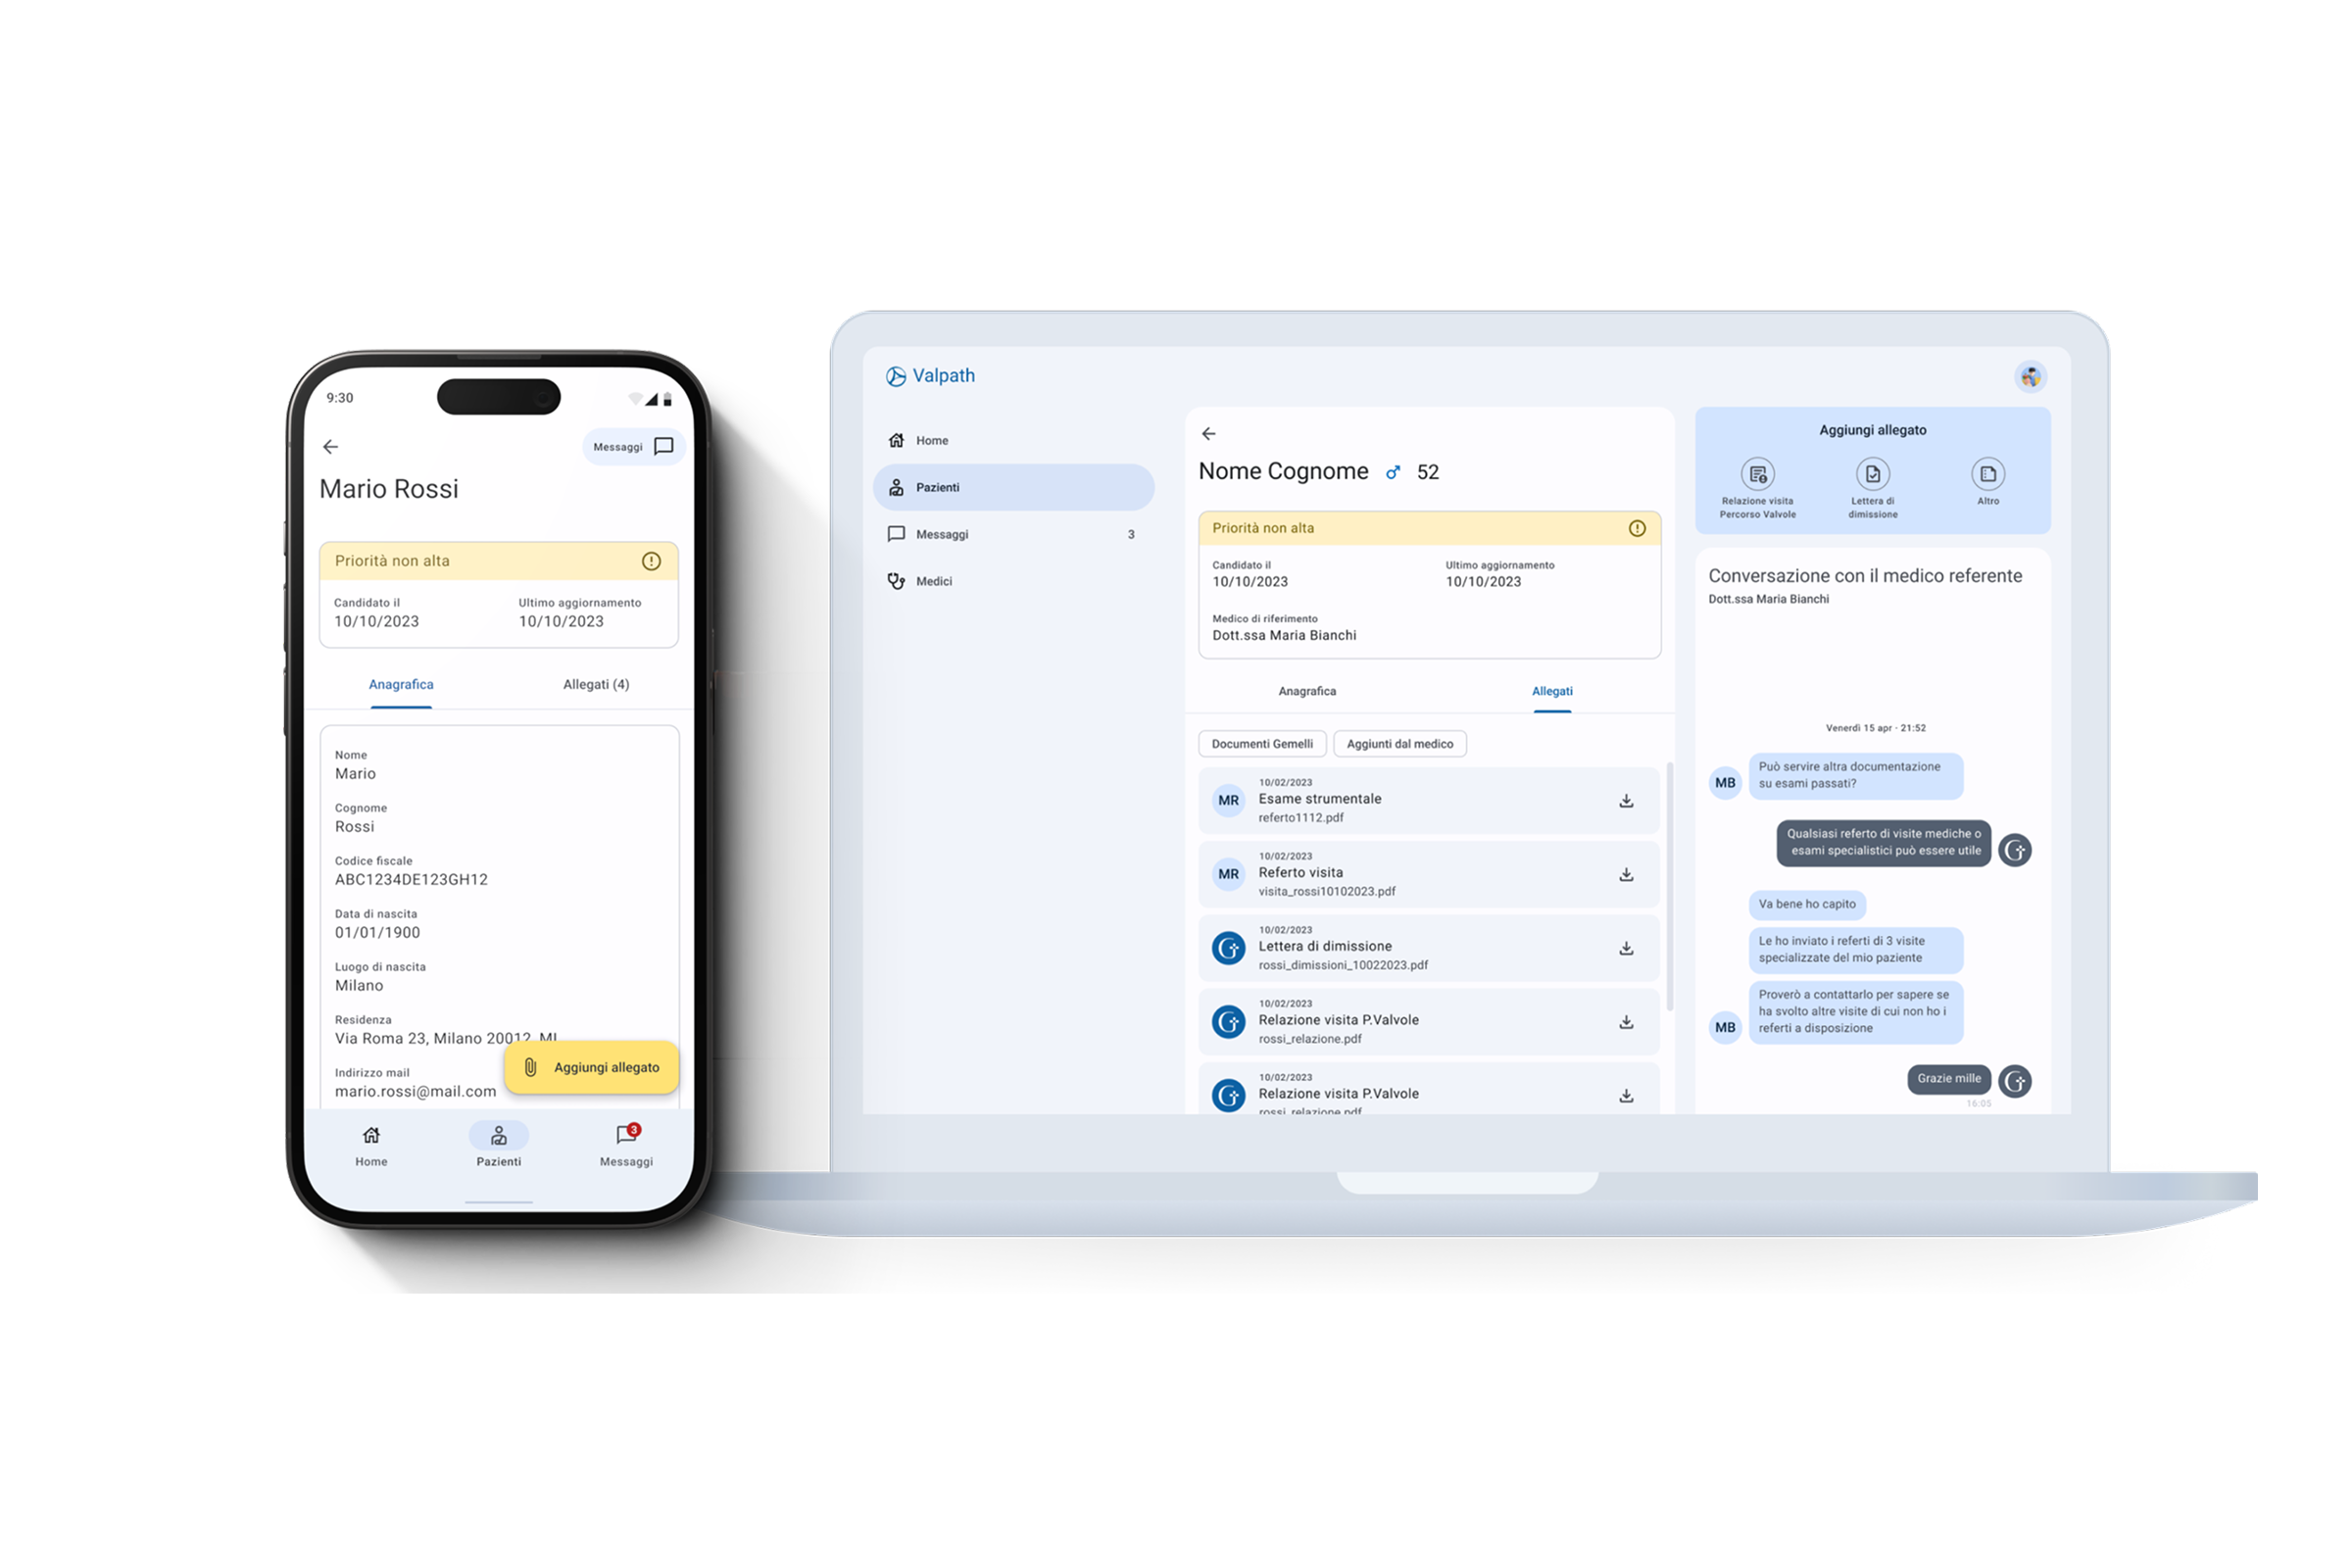 9:30
Messaggi
Mario Rossi
Priorità non alta
Candidato il
Ultimo aggiornamento
10/10/2023
10/10/2023
Anagrafica
Allegati (4)
Nome
Mario
Cognome
Rossi
Codice fiscale
ABC1234DE123GH12
Data di nascita
01/01/1900
Luogo di nascita
Milano
Residenza
Via Roma 23, Milano 20012, MI
Indirizzo mail
mario.rossi@mail.com
Aggiungi allegato
3
Home
Pazienti
Messaggi
Valpath
Home
Pazienti
Messaggi
3
Medici
Nome Cognome
52
Priorità non alta
Candidato il
Ultimo aggiornamento
10/10/2023
10/10/2023
Medico di riferimento
Dott.ssa Maria Bianchi
Anagrafica
Allegati
Documenti Gemelli
Aggiunti dal medico
MR
10/02/2023
Esame strumentale
referto1112.pdf
MR
10/02/2023
Referto visita
visita_rossi10102023.pdf
G
10/02/2023
Lettera di dimissione
rossi_dimissioni_10022023.pdf
G
10/02/2023
Relazione visita P.Valvole
rossi_relazione.pdf
G
10/02/2023
Relazione visita P.Valvole
rossi_relazione.pdf
Aggiungi allegato
Relazione visita
Percorso Valvole
Lettera di
dimissione
Altro
Conversazione con il medico referente
Dott.ssa Maria Bianchi
Venerdì 15 apr - 21:52
MB
Può servire altra documentazione
su esami passati?
Qualsiasi referto di visite mediche o
esami specialistici può essere utile
G
Va bene ho capito
Le ho inviato i referti di 3 visite
specializzate del mio paziente
Proverò a contattarlo per sapere se
ha svolto altre visite di cui non ho i
referti a disposizione
MB
Grazie mille
G
16:05